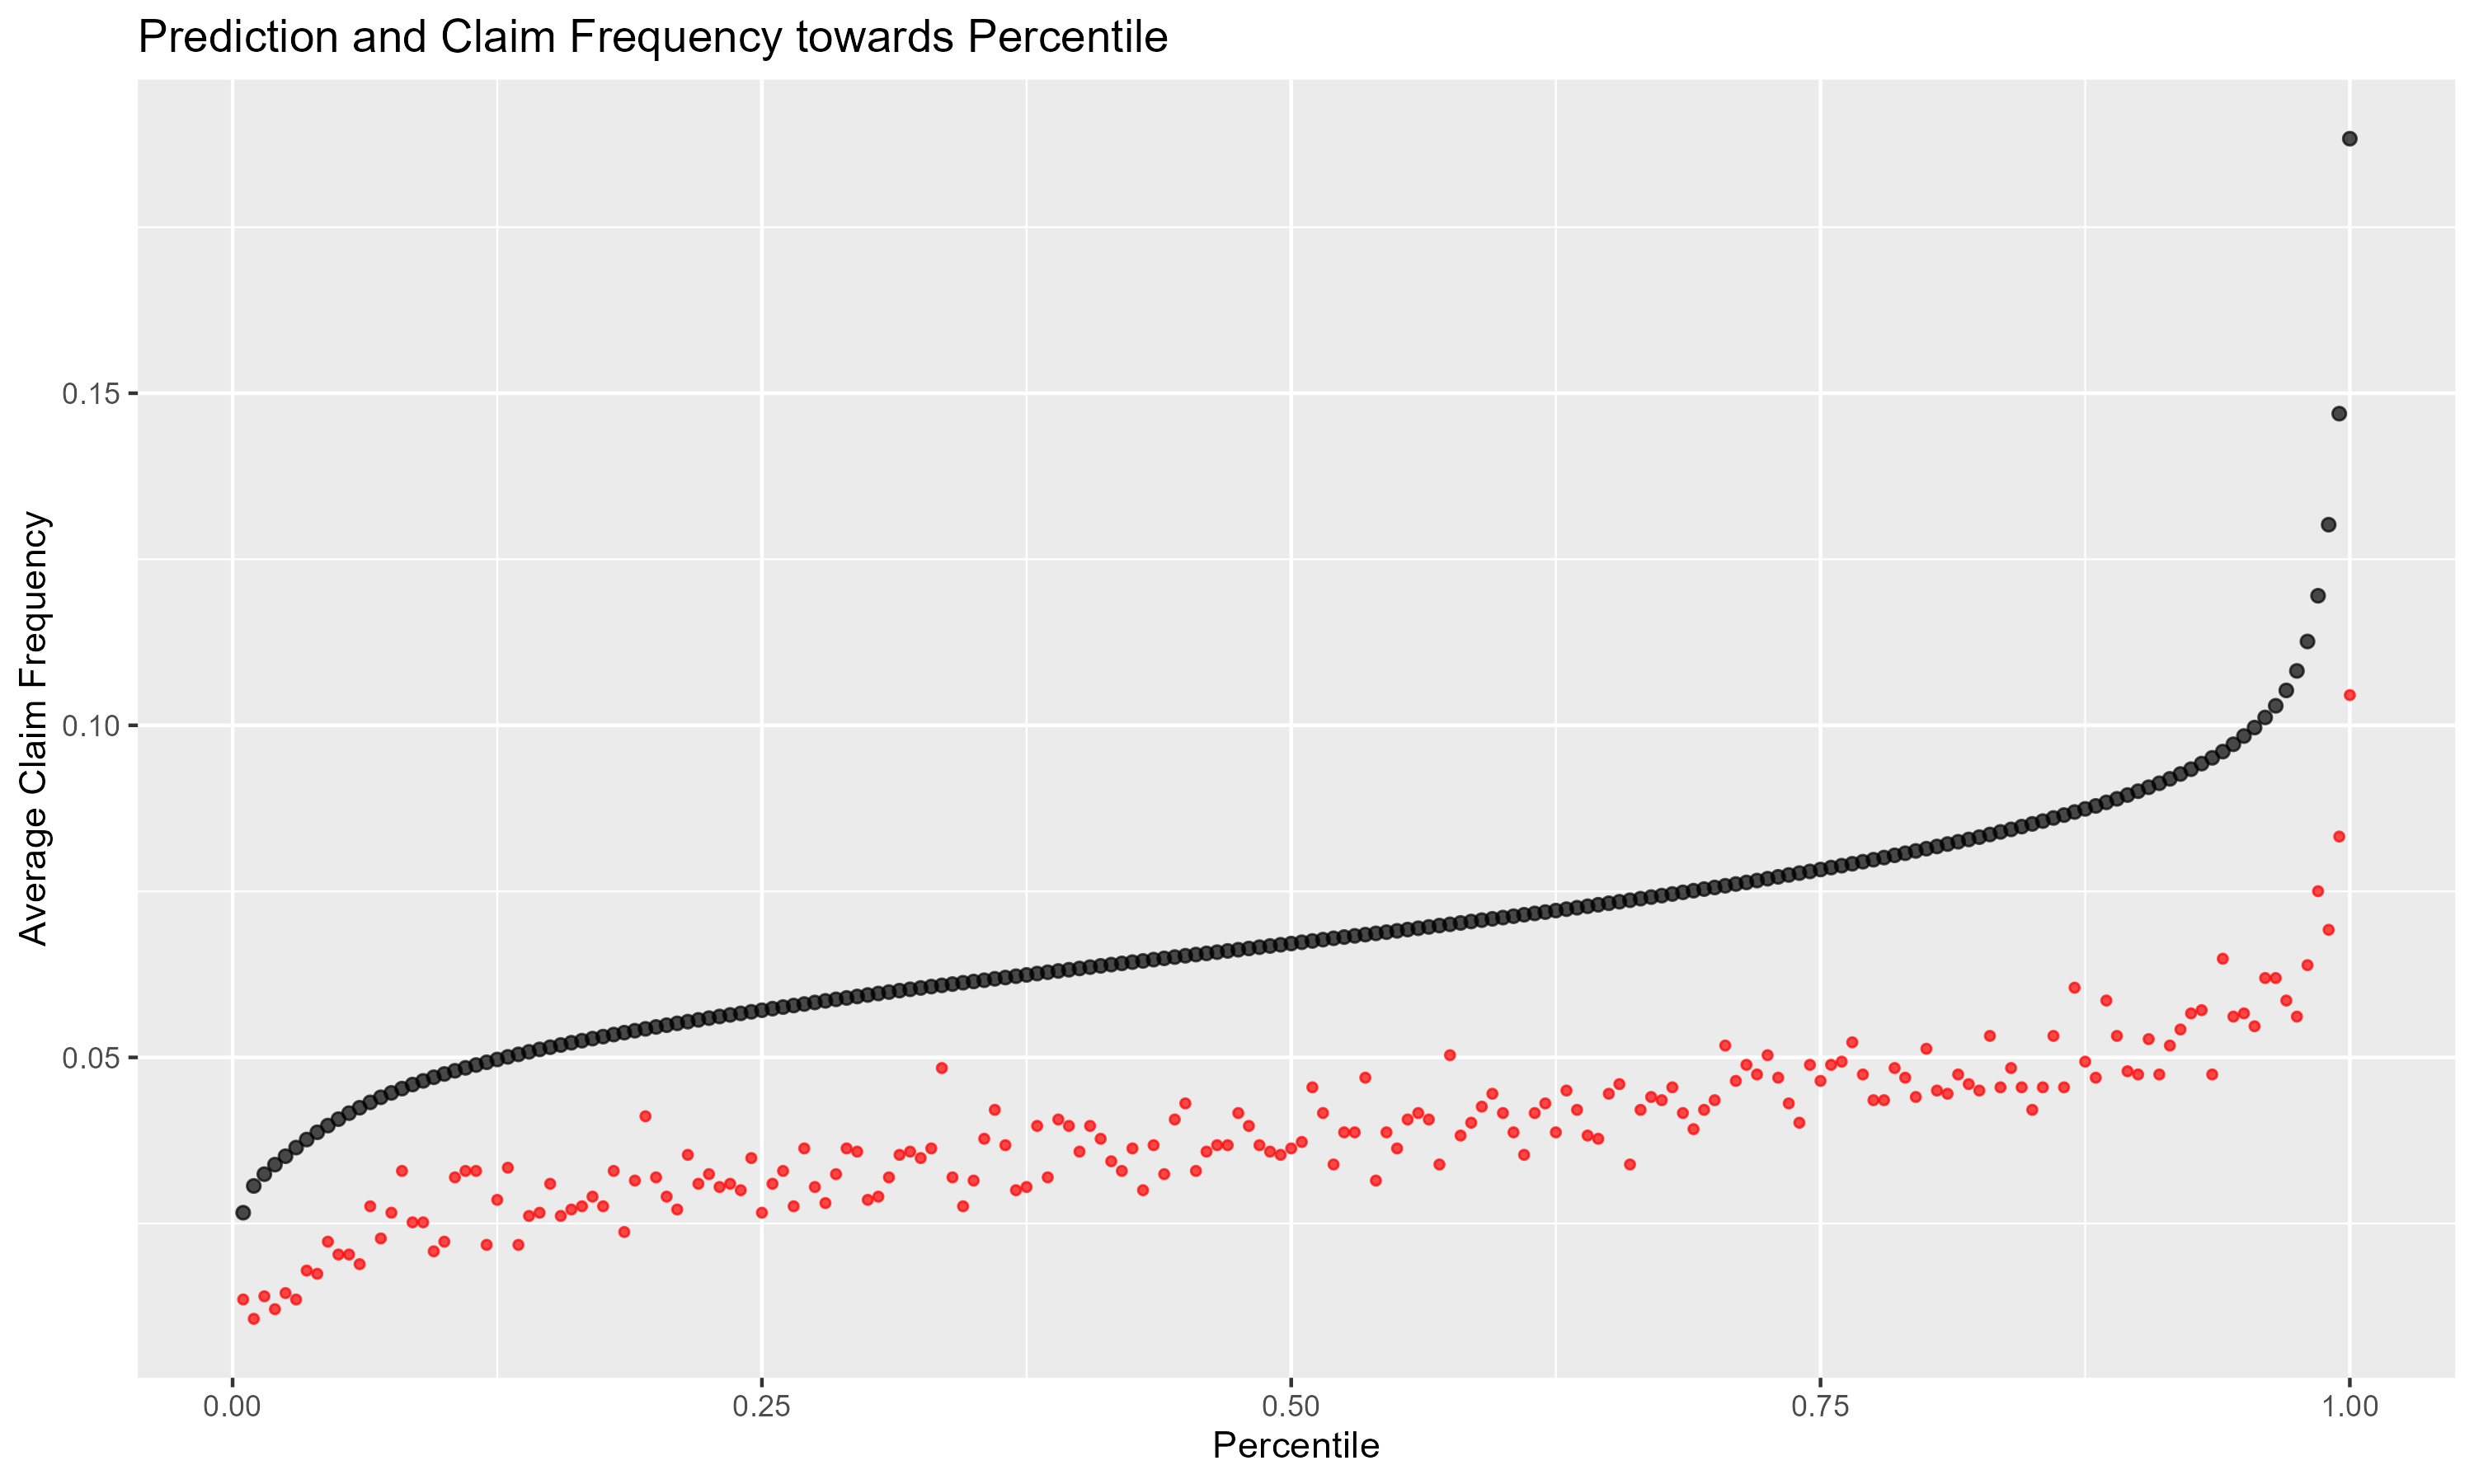 Prediction and Claim Frequency towards Percentile
Average Claim Frequency
0.15
0.10
0.05
0.00 0.25 0.50 0.75 1.00
Percentile